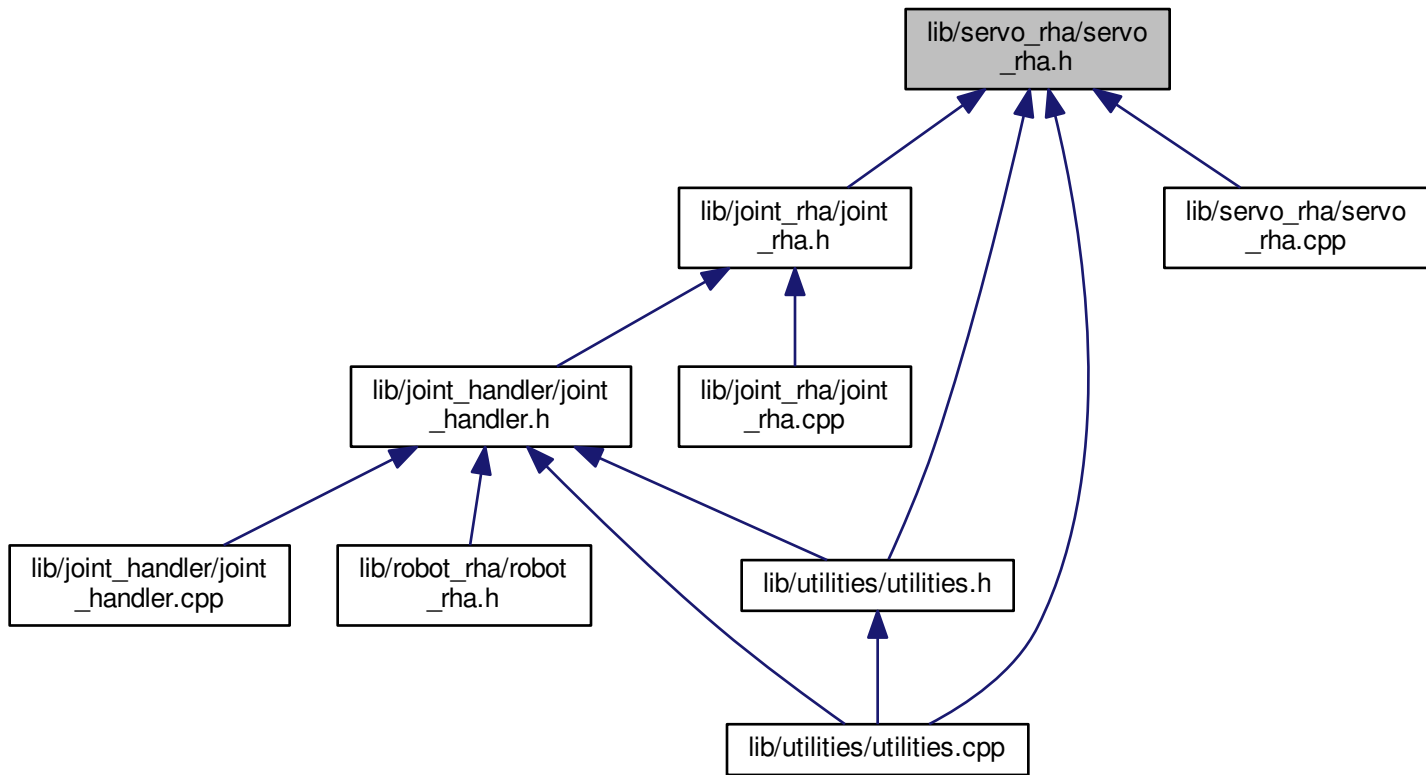 lib/servo_rha/servo
_rha.h
lib/joint_rha/joint
_rha.h
lib/servo_rha/servo
_rha.cpp
lib/joint_handler/joint
_handler.h
lib/joint_rha/joint
_rha.cpp
lib/joint_handler/joint
_handler.cpp
lib/robot_rha/robot
_rha.h
lib/utilities/utilities.h
lib/utilities/utilities.cpp